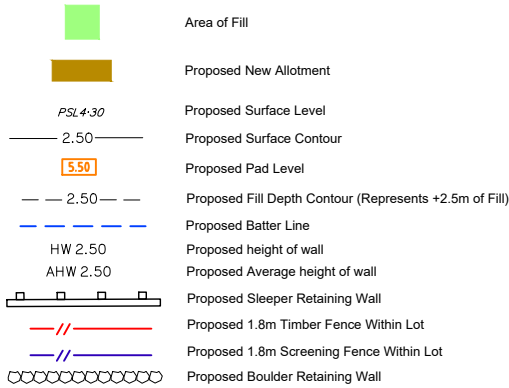 Area of Fill
Proposed New Allotment
PSL4·30 Proposed Surface Level
2.50 Proposed Surface Contour
5.50 Proposed Pad Level
2.50 Proposed Fill Depth Contour (Represents +2.5m of Fill)
Proposed Batter Line
HW 2.50 Proposed height of wall
AHW 2.50 Proposed Average height of wall
Proposed Sleeper Retaining Wall
Proposed 1.8m Timber Fence Within Lot
Proposed 1.8m Screening Fence Within Lot
Proposed Boulder Retaining Wall